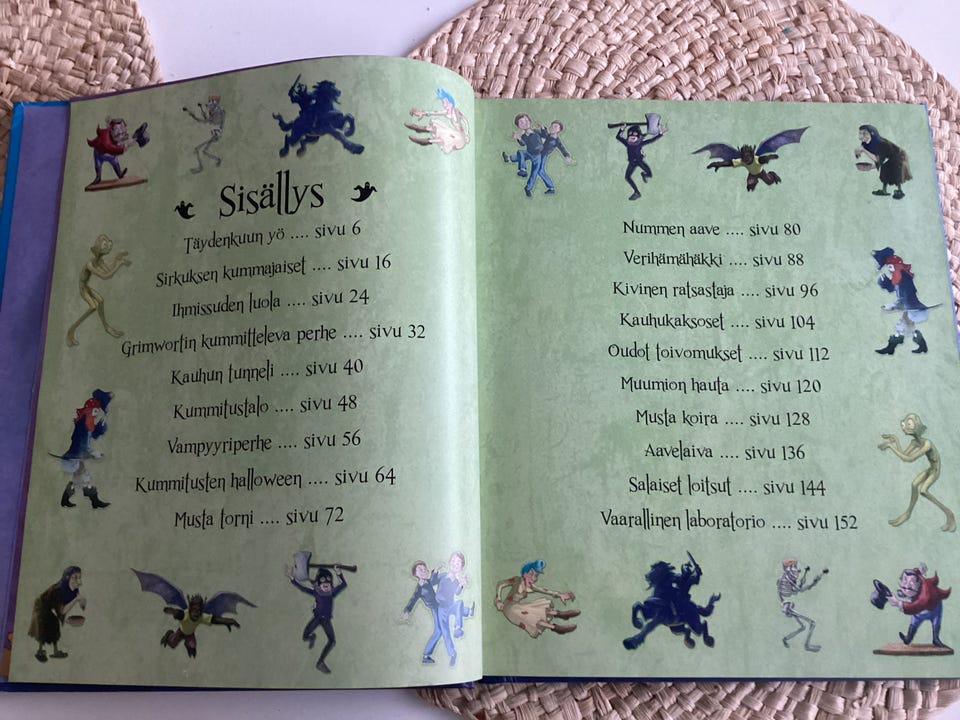 Sisällys
Täydenkuun yö .... sivu 6
Sirkuksen kummajaiset .... sivu 16
Ihmissuden luola .... sivu 24
Grimwortin kummitteleva perhe .... sivu 32
Kauhun tunneli .... sivu 40
Kummitustalo .... sivu 48
Vampyyriperhe .... sivu 56
Kummitusten halloween .... sivu 64
Musta torni .... sivu 72
Nummen aave .... sivu 80
Verihämähäkki .... sivu 88
Kivinen ratsastaja .... sivu 96
Kauhukaksoset .... sivu 104
Oudot toivomukset .... sivu 112
Muumion hauta .... sivu 120
Musta koira .... sivu 128
Aavelaiva .... sivu 136
Salaiset loitsut .... sivu 144
Vaarallinen laboratorio .... sivu 152